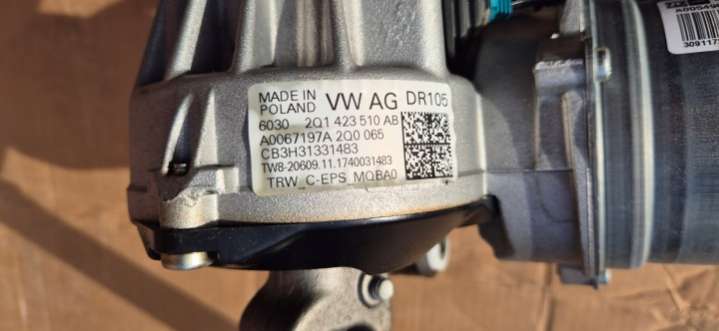 MADE IN POLAND VW AG DR105
6030 2Q1 423 510 AB
A0067197A 2Q0 065
CB3H31331483
TW8-20609.11.1740031483
TRW_C-EPS_MQBA0